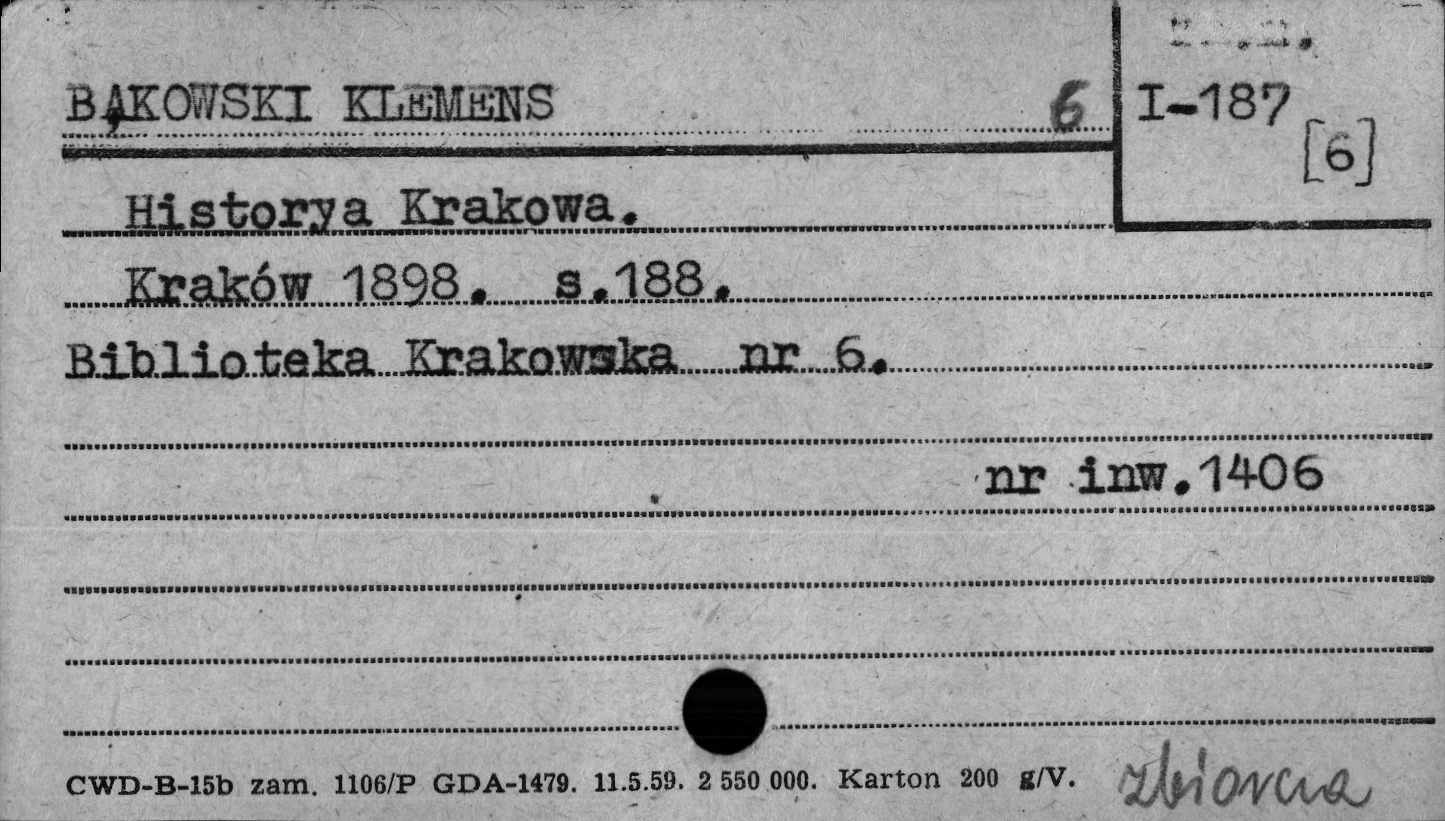 BĄKOWSKI KLEMENS 6 I-187
[6]
Historya Krakowa.
Kraków 1898. s.188.
Biblioteka Krakowska nr 6.
nr inw.1406
CWD-B-15b zam. 1106/P GDA-1479. 11.5.59. 2 550 000. Karton 200 g/V.